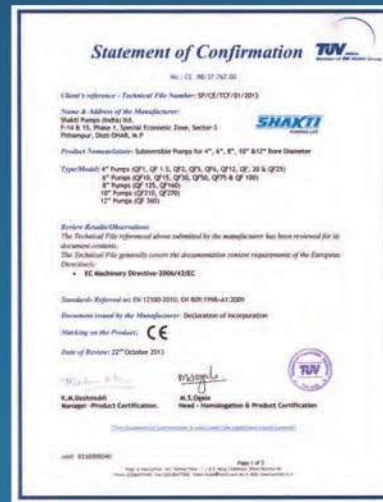 Statement of Confirmation
TÜV
No.: CE
Client's reference - Technical File Number: SP/CE/TCF/01/2013
Name & Address of the Manufacturer:
Shakti Pumps (India) ltd.
F-14 & 15, Phase 1, Special Economic Zone, Sector-3
Pithampur, Distt-DHAR, M.P
SHAKTI
Product Nomenclature: Submersible Pumps for 4", 6", 8", 10" &12" Bore Diameter
Type/Model: 4" Pumps (QF1, QF 1.5, QF2, QF3, QF6, QF12, QF, 20 & QF25)
6" Pumps (QF10, QF15, QF30, QF50, QF75 & QF 100)
8" Pumps (QF 125, QF160)
10" Pumps (QF210, QF270)
12" Pumps (QF 360)
Review Results/Observations
The Technical File referenced above submitted by the manufacturer has been reviewed for its
document contents.
The Technical File generally covers the documentation content requirements of the European
Directive/s:
• EC Machinery Directive-2006/42/EC
Standards Referred to: EN 12100-2010; EN 809:1998+A1:2009
Document issued by the Manufacturer: Declaration of Incorporation
Marking on the Product: CE
Date of Review: 22nd October 2013
TÜV
K.M.Deshmukh
Manager -Product Certification.
M.S.Ogale
Head - Homologation & Product Certification
Page 1 of 2